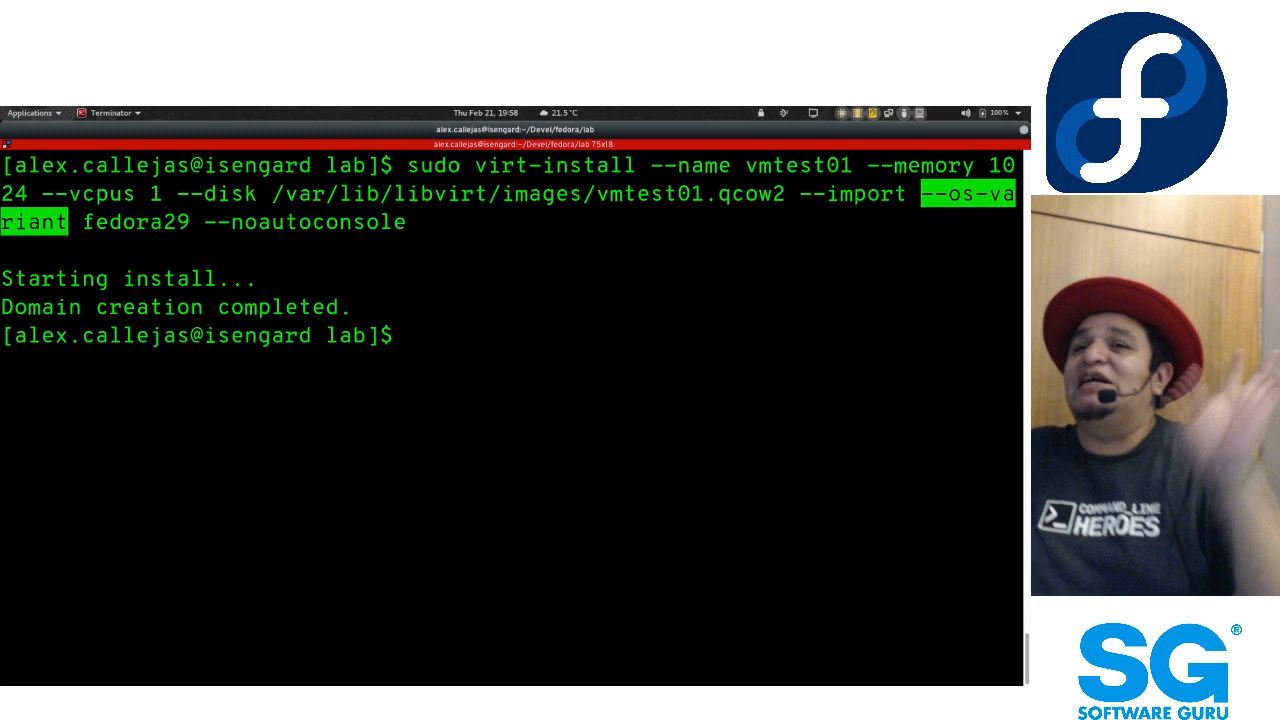 Applications
Terminator
Thu Feb 21, 19:58
21.5 °C
100%
alex.callejas@isengard:~/Devel/fedora/lab
alex.callejas@isengard:~/Devel/fedora/lab 75x18
[alex.callejas@isengard lab]$ sudo virt-install --name vmtest01 --memory 10
24 --vcpus 1 --disk /var/lib/libvirt/images/vmtest01.qcow2 --import --os-va
riant fedora29 --noautoconsole
Starting install...
Domain creation completed.
[alex.callejas@isengard lab]$
COMMAND_LINE
HEROES
SG®
SOFTWARE GURU